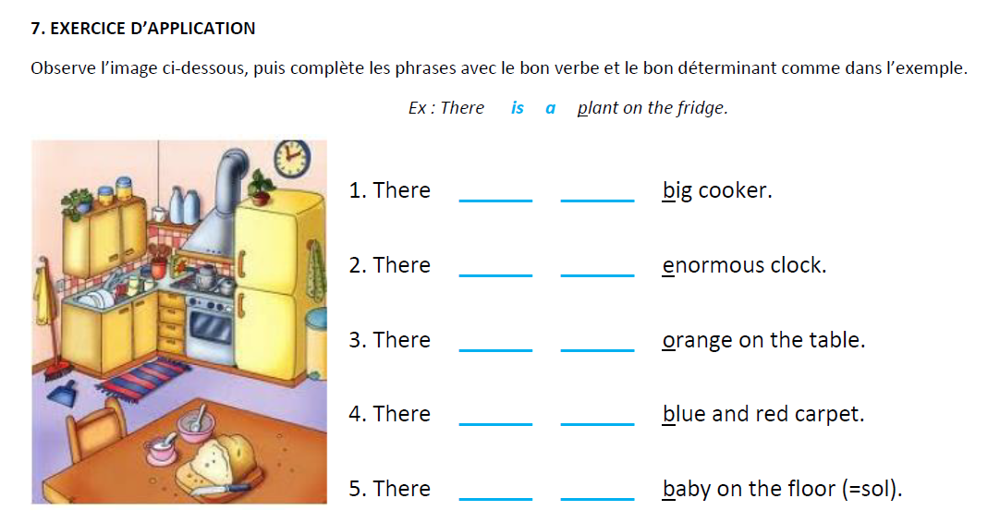 7. EXERCICE D’APPLICATION
Observe l’image ci-dessous, puis complète les phrases avec le bon verbe et le bon déterminant comme dans l’exemple.
Ex : There is a plant on the fridge.
1. There ______ ______ big cooker.
2. There ______ ______ enormous clock.
3. There ______ ______ orange on the table.
4. There ______ ______ blue and red carpet.
5. There ______ ______ baby on the floor (=sol).